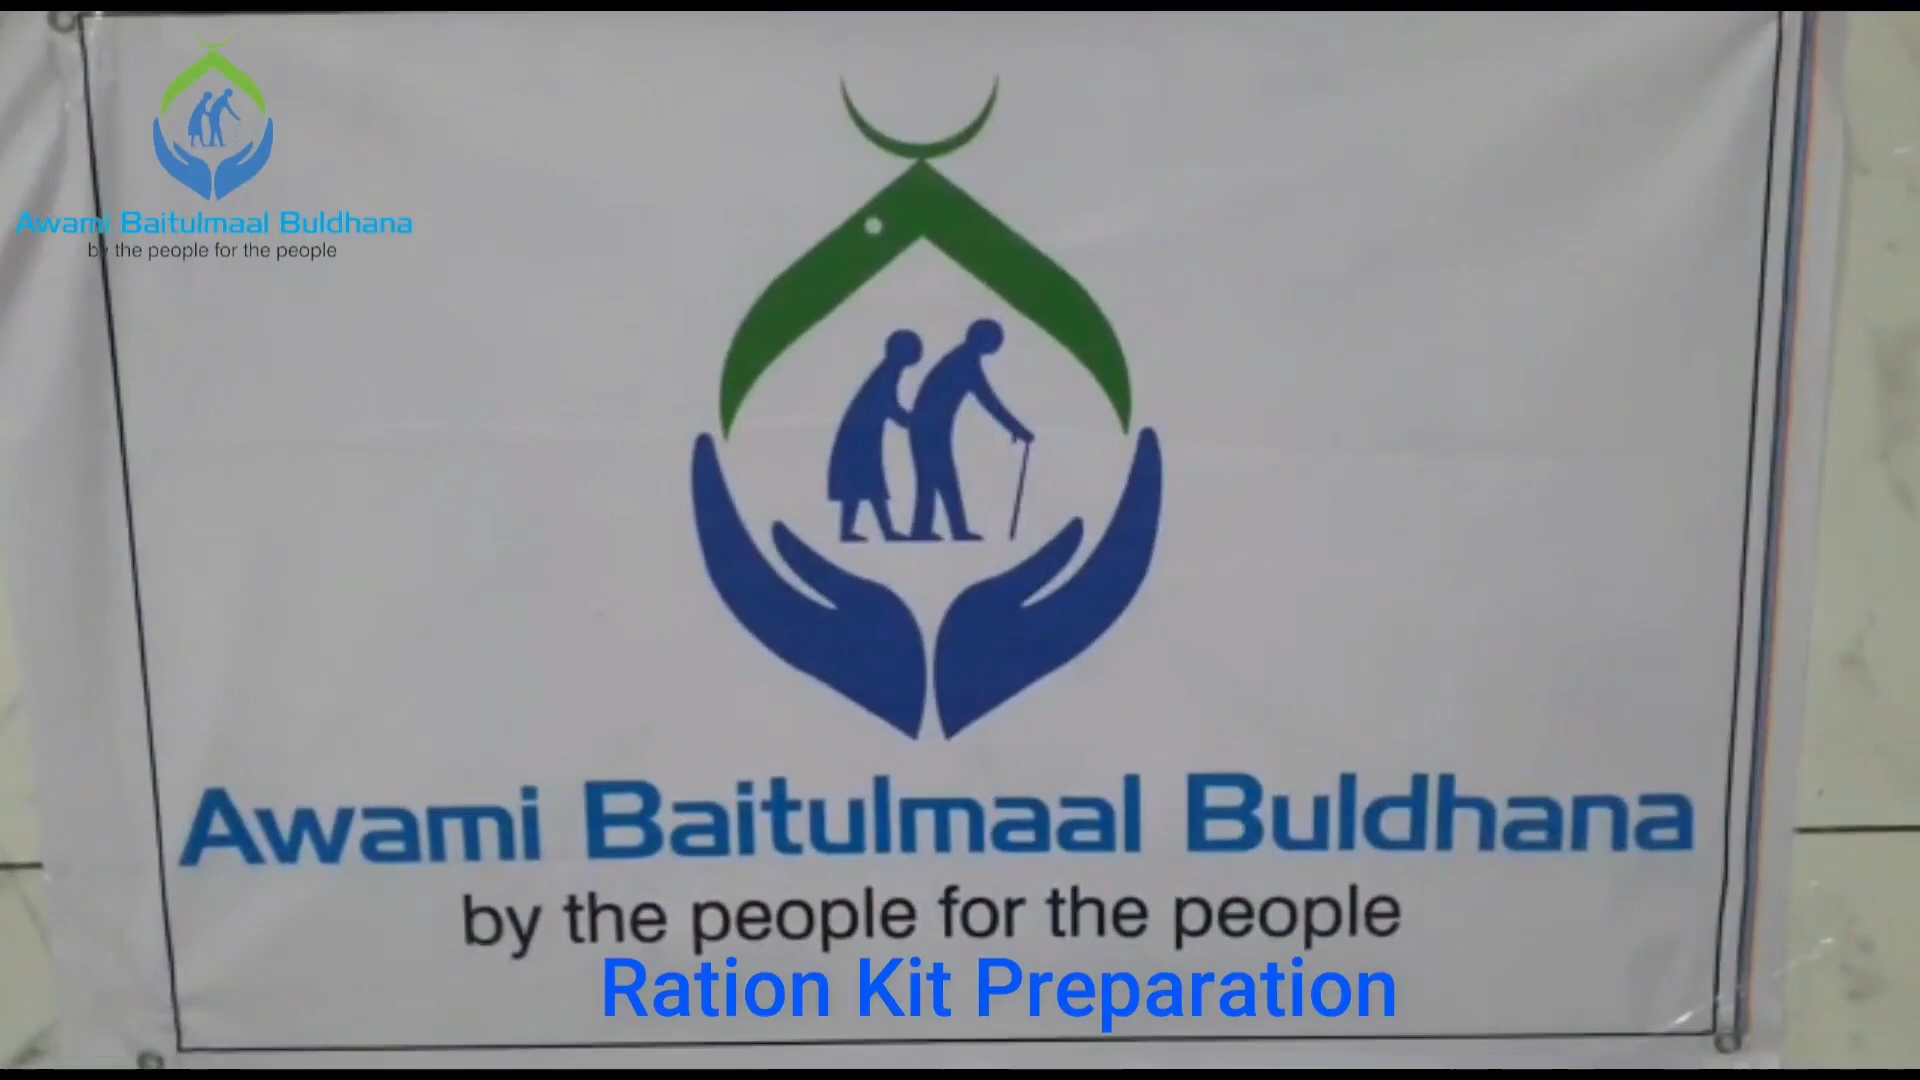 Awami Baitulmaal Buldhana
by the people for the people
Awami Baitulmaal Buldhana
by the people for the people
Ration Kit Preparation